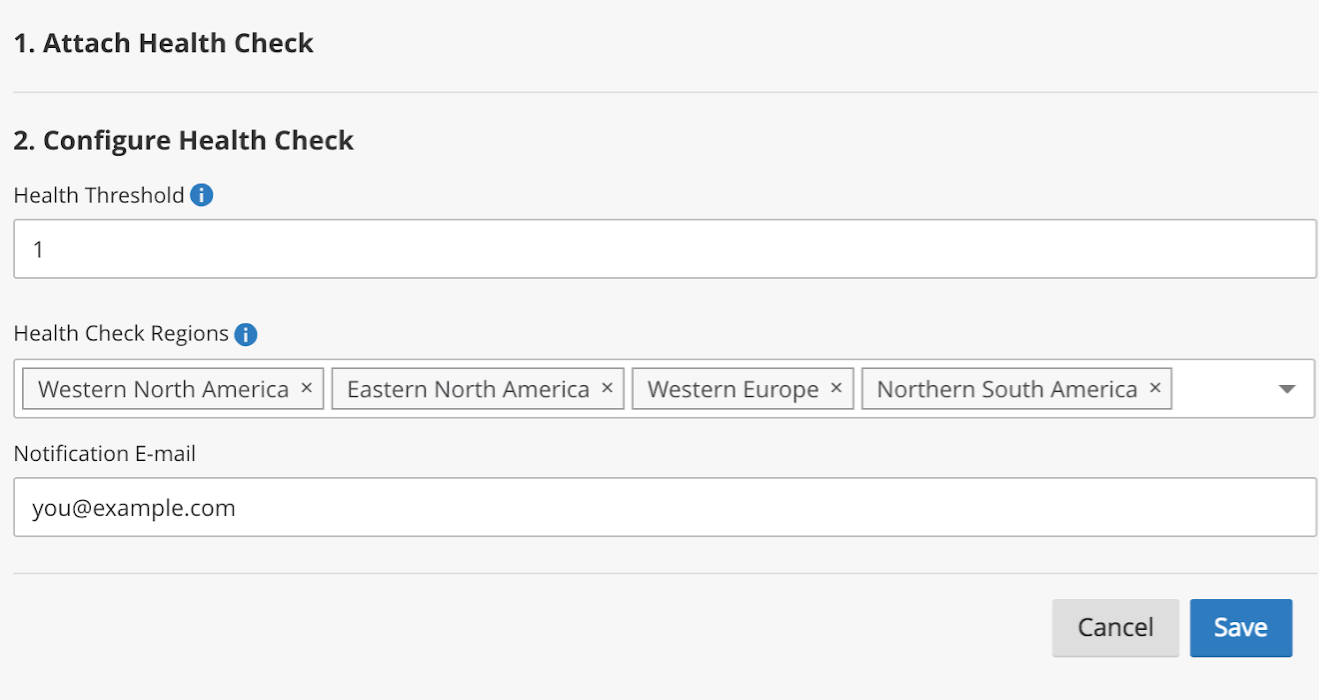 1. Attach Health Check
2. Configure Health Check
Health Threshold i
1
Health Check Regions i
Western North America × Eastern North America × Western Europe × Northern South America ×
Notification E-mail
you@example.com
Cancel Save